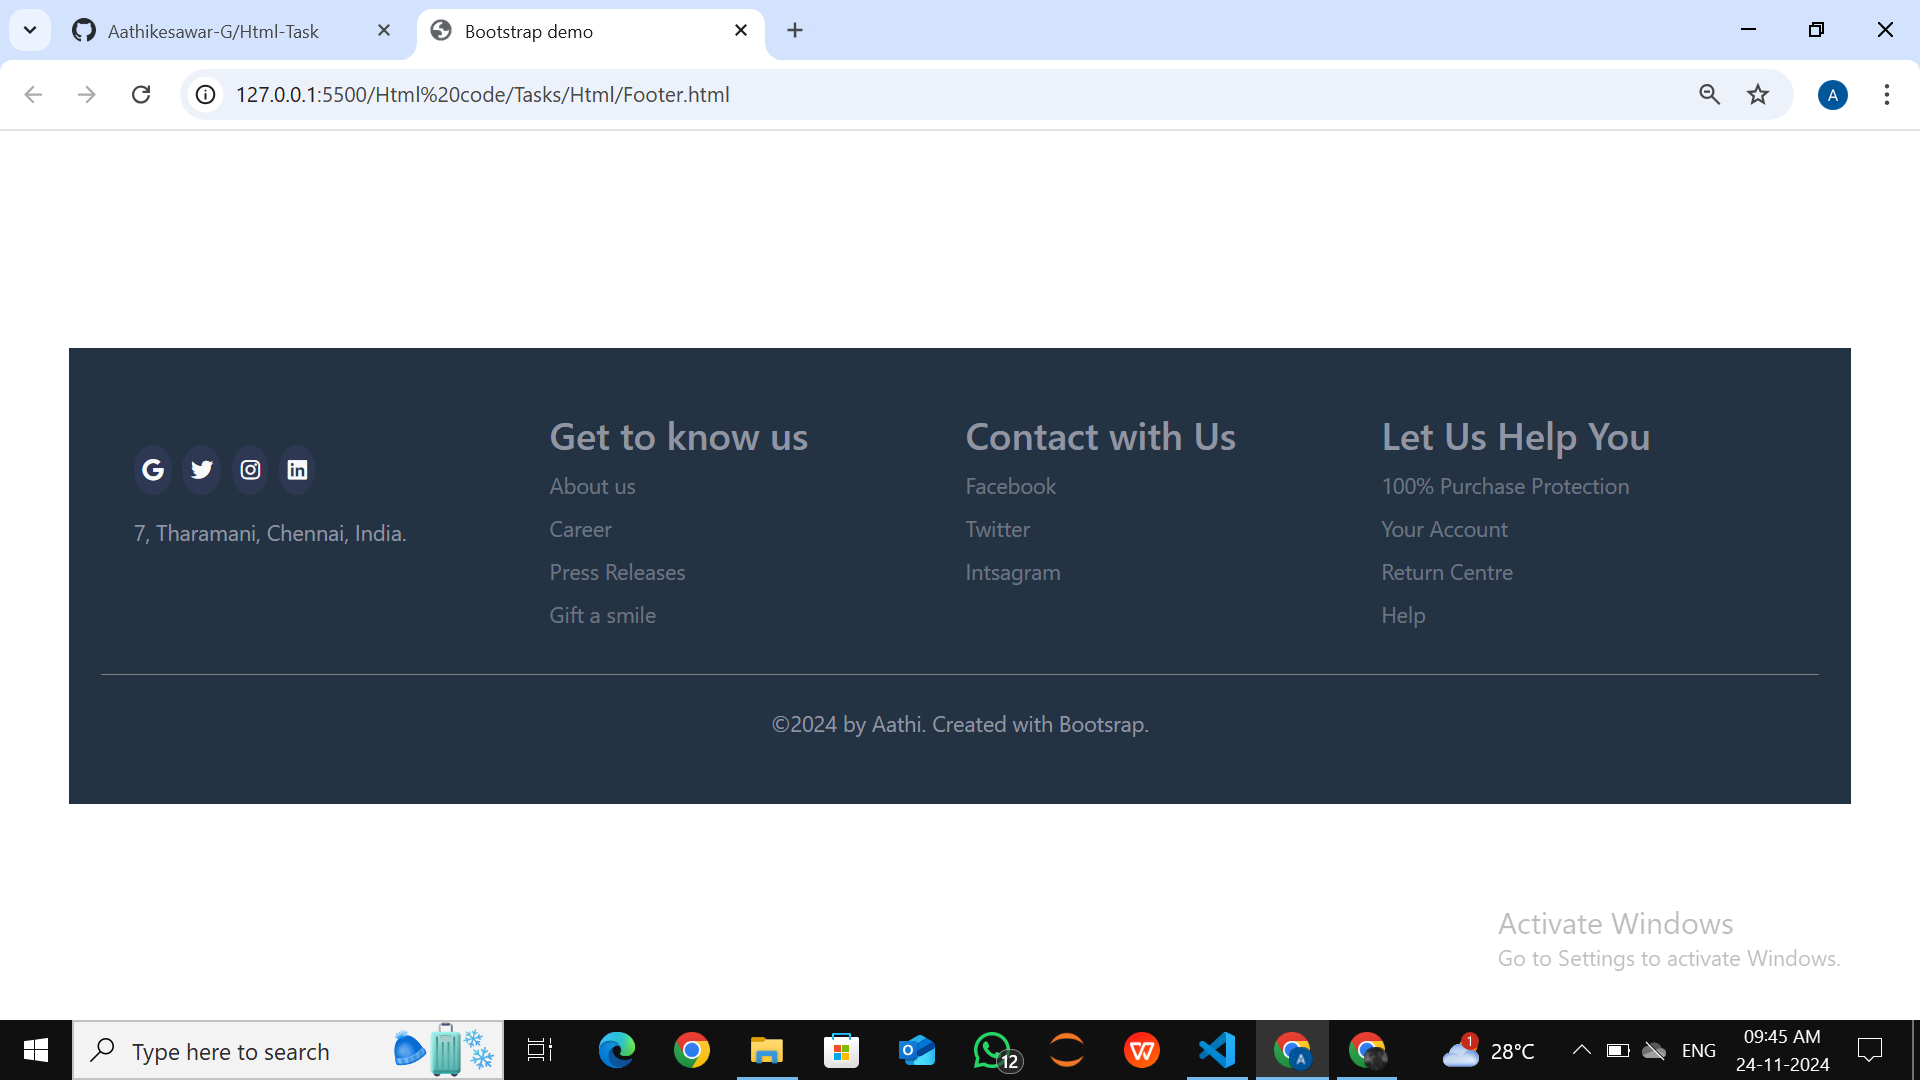 Aathikesawar-G/Html-Task
Bootstrap demo
127.0.0.1:5500/Html%20code/Tasks/Html/Footer.html
A
7, Tharamani, Chennai, India.
Get to know us
About us
Career
Press Releases
Gift a smile
Contact with Us
Facebook
Twitter
Intsagram
Let Us Help You
100% Purchase Protection
Your Account
Return Centre
Help
©2024 by Aathi. Created with Bootsrap.
Activate Windows
Go to Settings to activate Windows.
Type here to search
12
A
1
28°C
ENG
09:45 AM
24-11-2024